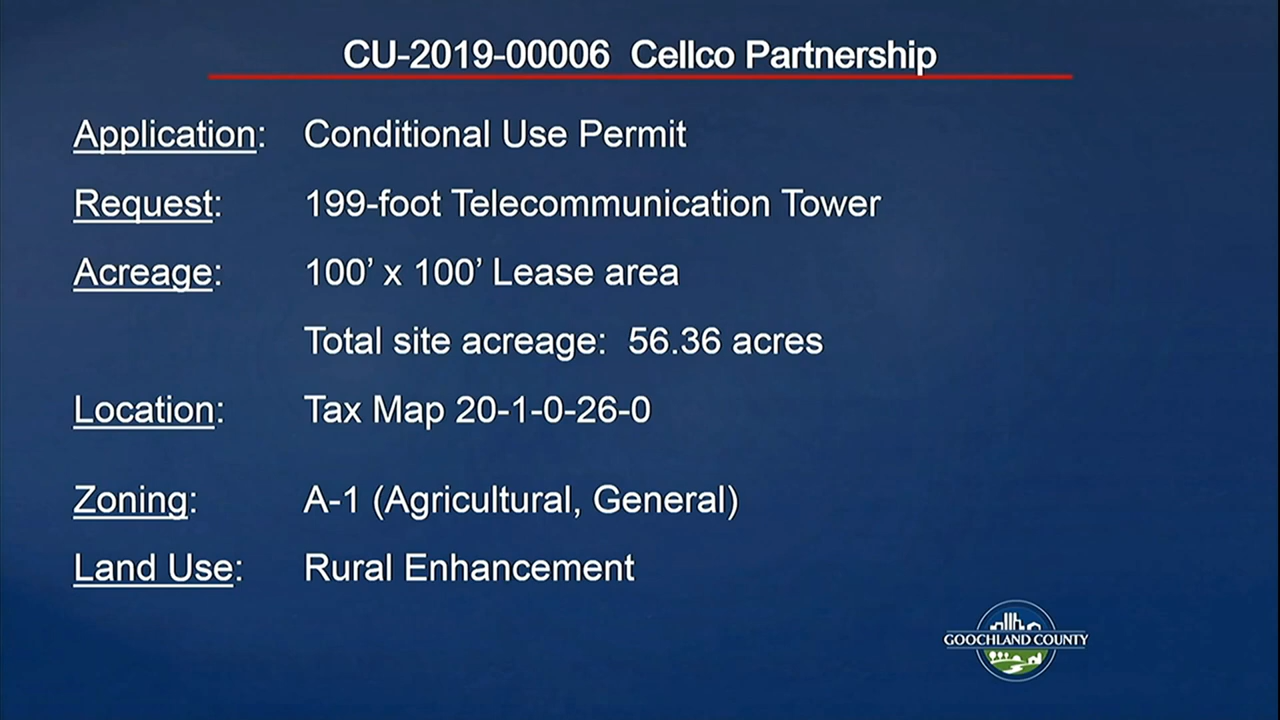 CU-2019-00006 Cellco Partnership
Application: Conditional Use Permit
Request: 199-foot Telecommunication Tower
Acreage: 100’ x 100’ Lease area
Total site acreage: 56.36 acres
Location: Tax Map 20-1-0-26-0
Zoning: A-1 (Agricultural, General)
Land Use: Rural Enhancement
GOOCHLAND COUNTY